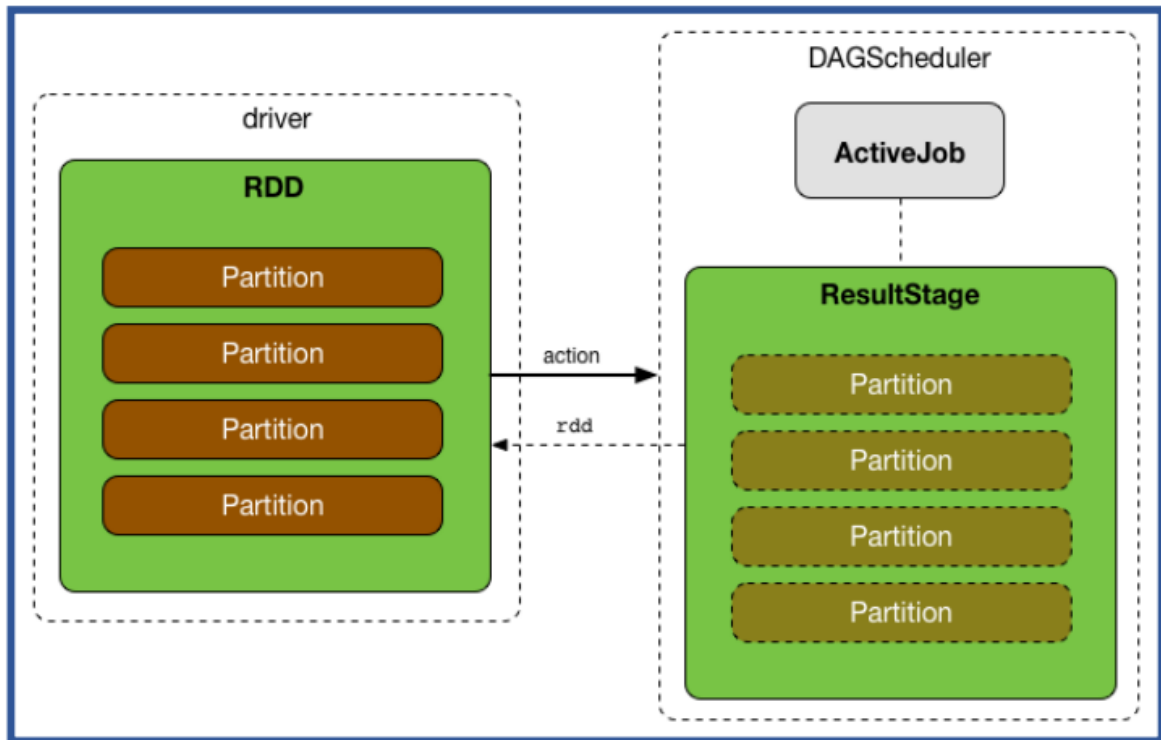 driver
RDD
Partition
Partition
Partition
Partition
action
rdd
DAGScheduler
ActiveJob
ResultStage
Partition
Partition
Partition
Partition